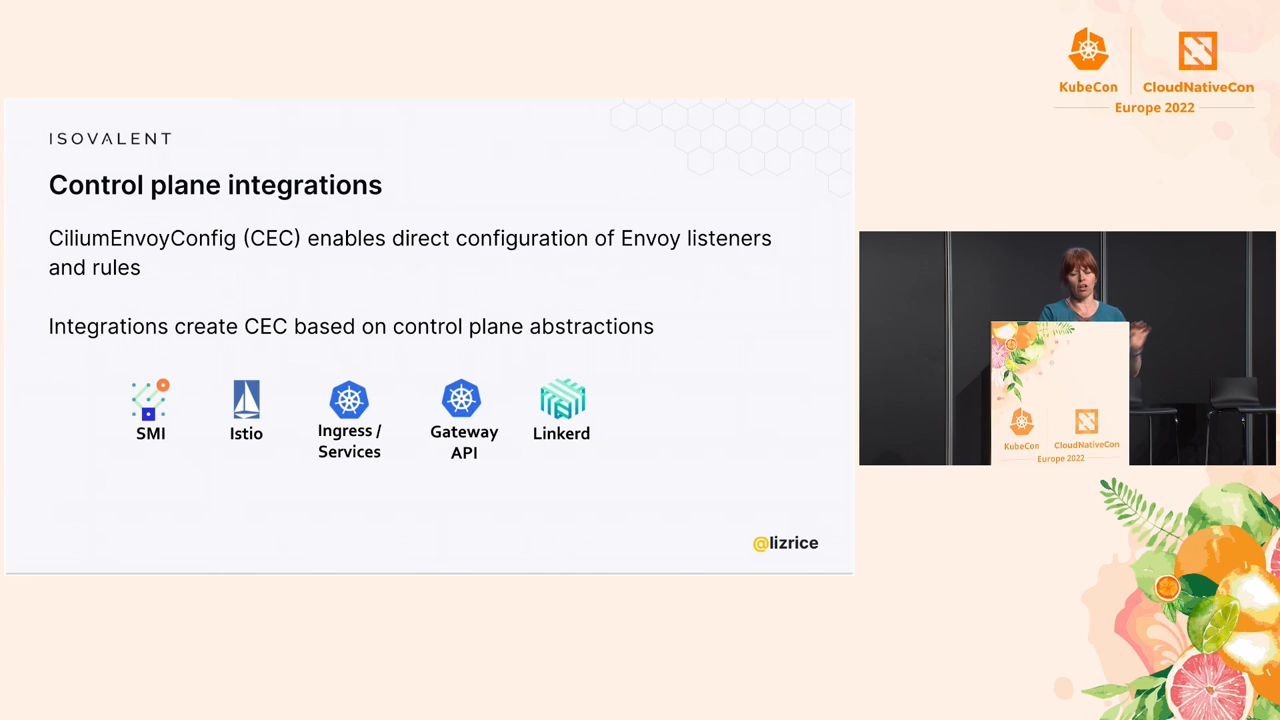 KubeCon
CloudNativeCon
Europe 2022
ISOVALENT
Control plane integrations
CiliumEnvoyConfig (CEC) enables direct configuration of Envoy listeners
and rules
Integrations create CEC based on control plane abstractions
SMI
Istio
Ingress /
Services
Gateway
API
Linkerd
@lizrice
KubeCon
CloudNativeCon
Europe 2022